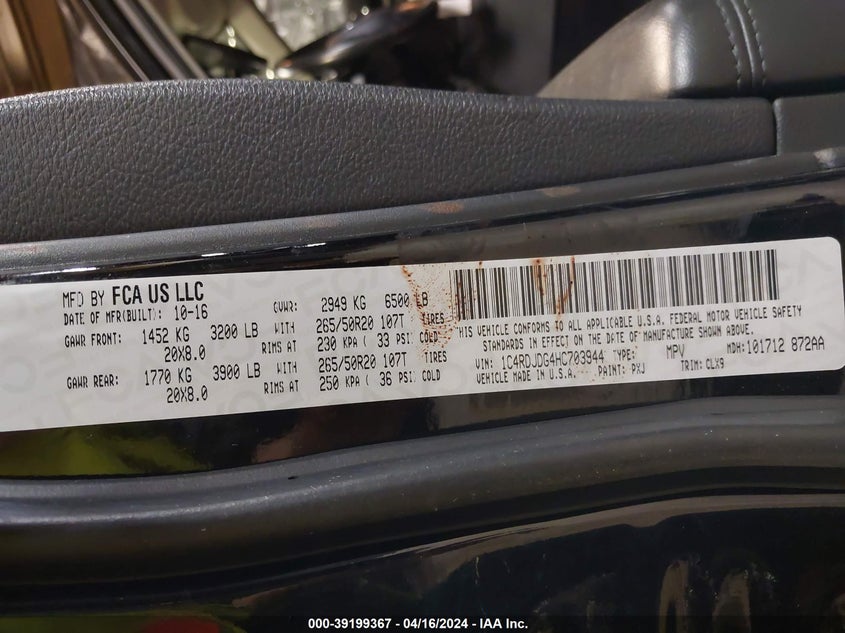 MFD BY FCA US LLC
DATE OF MFR(BUILT): 10-16
GVWR: 2949 KG 6500 LB
GAWR FRONT: 1452 KG 3200 LB WITH 265/50R20 107T TIRES
20X8.0 RIMS AT 230 KPA ( 33 PSI) COLD
GAWR REAR: 1770 KG 3900 LB WITH 265/50R20 107T TIRES
20X8.0 RIMS AT 250 KPA ( 36 PSI) COLD
THIS VEHICLE CONFORMS TO ALL APPLICABLE U.S.A. FEDERAL MOTOR VEHICLE SAFETY
STANDARDS IN EFFECT ON THE DATE OF MANUFACTURE SHOWN ABOVE.
VIN: 1C4RDJDG4HC703944 TYPE: MPV MDH:101712 872AA
VEHICLE MADE IN U.S.A. PAINT: PXJ TRIM: CLX9
000-39199367 - 04/16/2024 - IAA Inc.